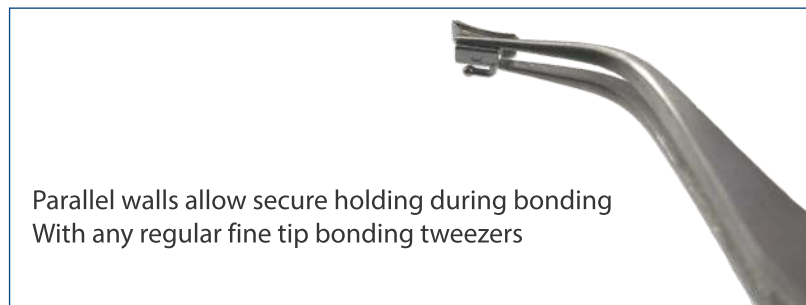 Parallel walls allow secure holding during bonding
With any regular fine tip bonding tweezers